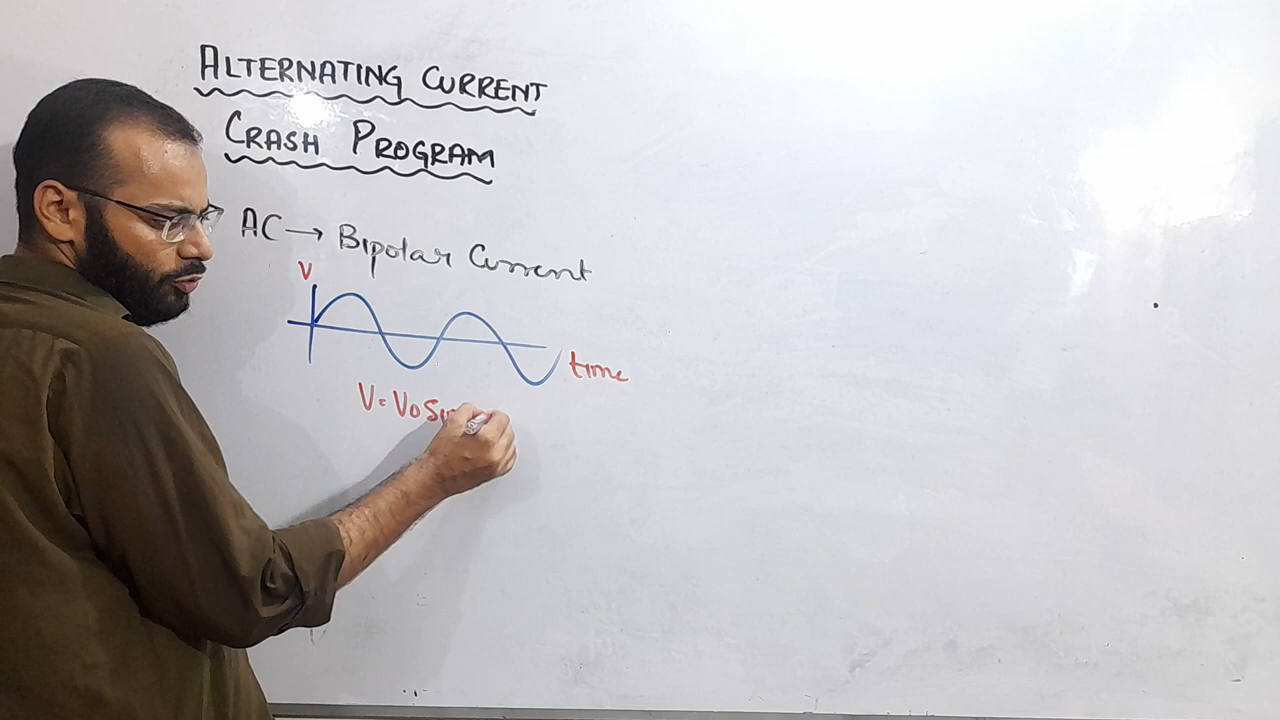 ALTERNATING CURRENT
CRASH PROGRAM
AC → Bipolar Current
V
time
V= V0